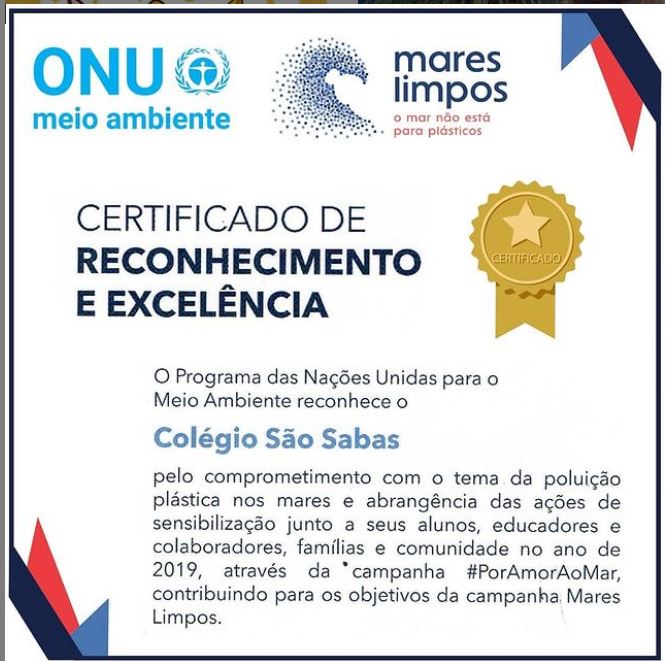 ONU
meio ambiente
mares
limpos
o mar não está
para plásticos
CERTIFICADO DE
RECONHECIMENTO
E EXCELÊNCIA
CERTIFICADO
O Programa das Nações Unidas para o
Meio Ambiente reconhece o
Colégio São Sabas
pelo comprometimento com o tema da poluição
plástica nos mares e abrangência das ações de
sensibilização junto a seus alunos, educadores e
colaboradores, famílias e comunidade no ano de
2019, através da campanha #PorAmorAoMar,
contribuindo para os objetivos da campanha Mares
Limpos.